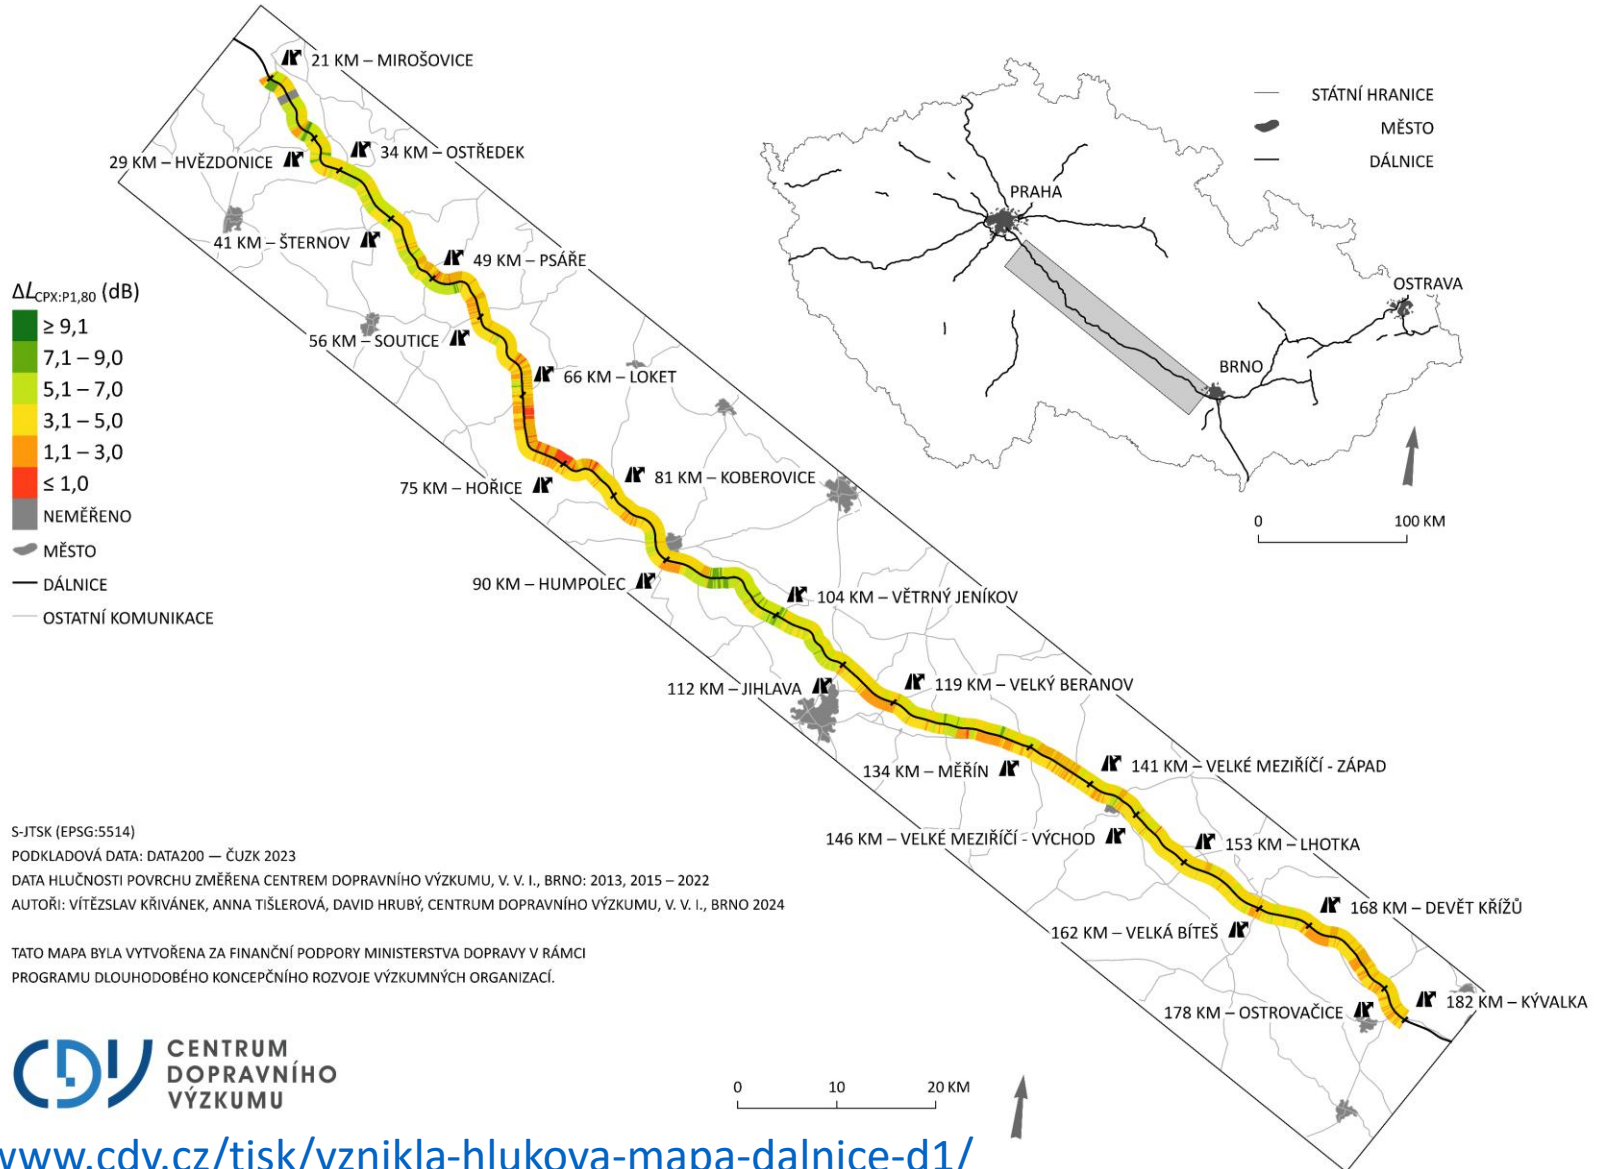 21 KM – MIROŠOVICE
29 KM – HVĚZDONICE
34 KM – OSTŘEDEK
41 KM – ŠTERNOV
49 KM – PSÁŘE
56 KM – SOUTICE
66 KM – LOKET
75 KM – HOŘICE
81 KM – KOBEROVICE
90 KM – HUMPOLEC
104 KM – VĚTRNÝ JENÍKOV
112 KM – JIHLAVA
119 KM – VELKÝ BERANOV
134 KM – MĚŘÍN
141 KM – VELKÉ MEZIŘÍČÍ - ZÁPAD
146 KM – VELKÉ MEZIŘÍČÍ - VÝCHOD
153 KM – LHOTKA
162 KM – VELKÁ BÍTEŠ
168 KM – DEVĚT KŘÍŽŮ
178 KM – OSTROVAČICE
182 KM – KÝVALKA
STÁTNÍ HRANICE
MĚSTO
DÁLNICE
PRAHA
OSTRAVA
BRNO
0 100 KM
ΔLCPX:P1,80 (dB)
≥ 9,1
7,1 – 9,0
5,1 – 7,0
3,1 – 5,0
1,1 – 3,0
≤ 1,0
NEMĚŘENO
MĚSTO
DÁLNICE
OSTATNÍ KOMUNIKACE
S-JTSK (EPSG:5514)
PODKLADOVÁ DATA: DATA200 — ČUZK 2023
DATA HLUČNOSTI POVRCHU ZMĚŘENA CENTREM DOPRAVNÍHO VÝZKUMU, V. V. I., BRNO: 2013, 2015 – 2022
AUTOŘI: VÍTĚZSLAV KŘIVÁNEK, ANNA TIŠLEROVÁ, DAVID HRUBÝ, CENTRUM DOPRAVNÍHO VÝZKUMU, V. V. I., BRNO 2024
TATO MAPA BYLA VYTVOŘENA ZA FINANČNÍ PODPORY MINISTERSTVA DOPRAVY V RÁMCI
PROGRAMU DLOUHODOBÉHO KONCEPČNÍHO ROZVOJE VÝZKUMNÝCH ORGANIZACÍ.
CDV
CENTRUM
DOPRAVNÍHO
VÝZKUMU
0 10 20 KM
www.cdv.cz/tisk/vznikla-hlukova-mapa-dalnice-d1/